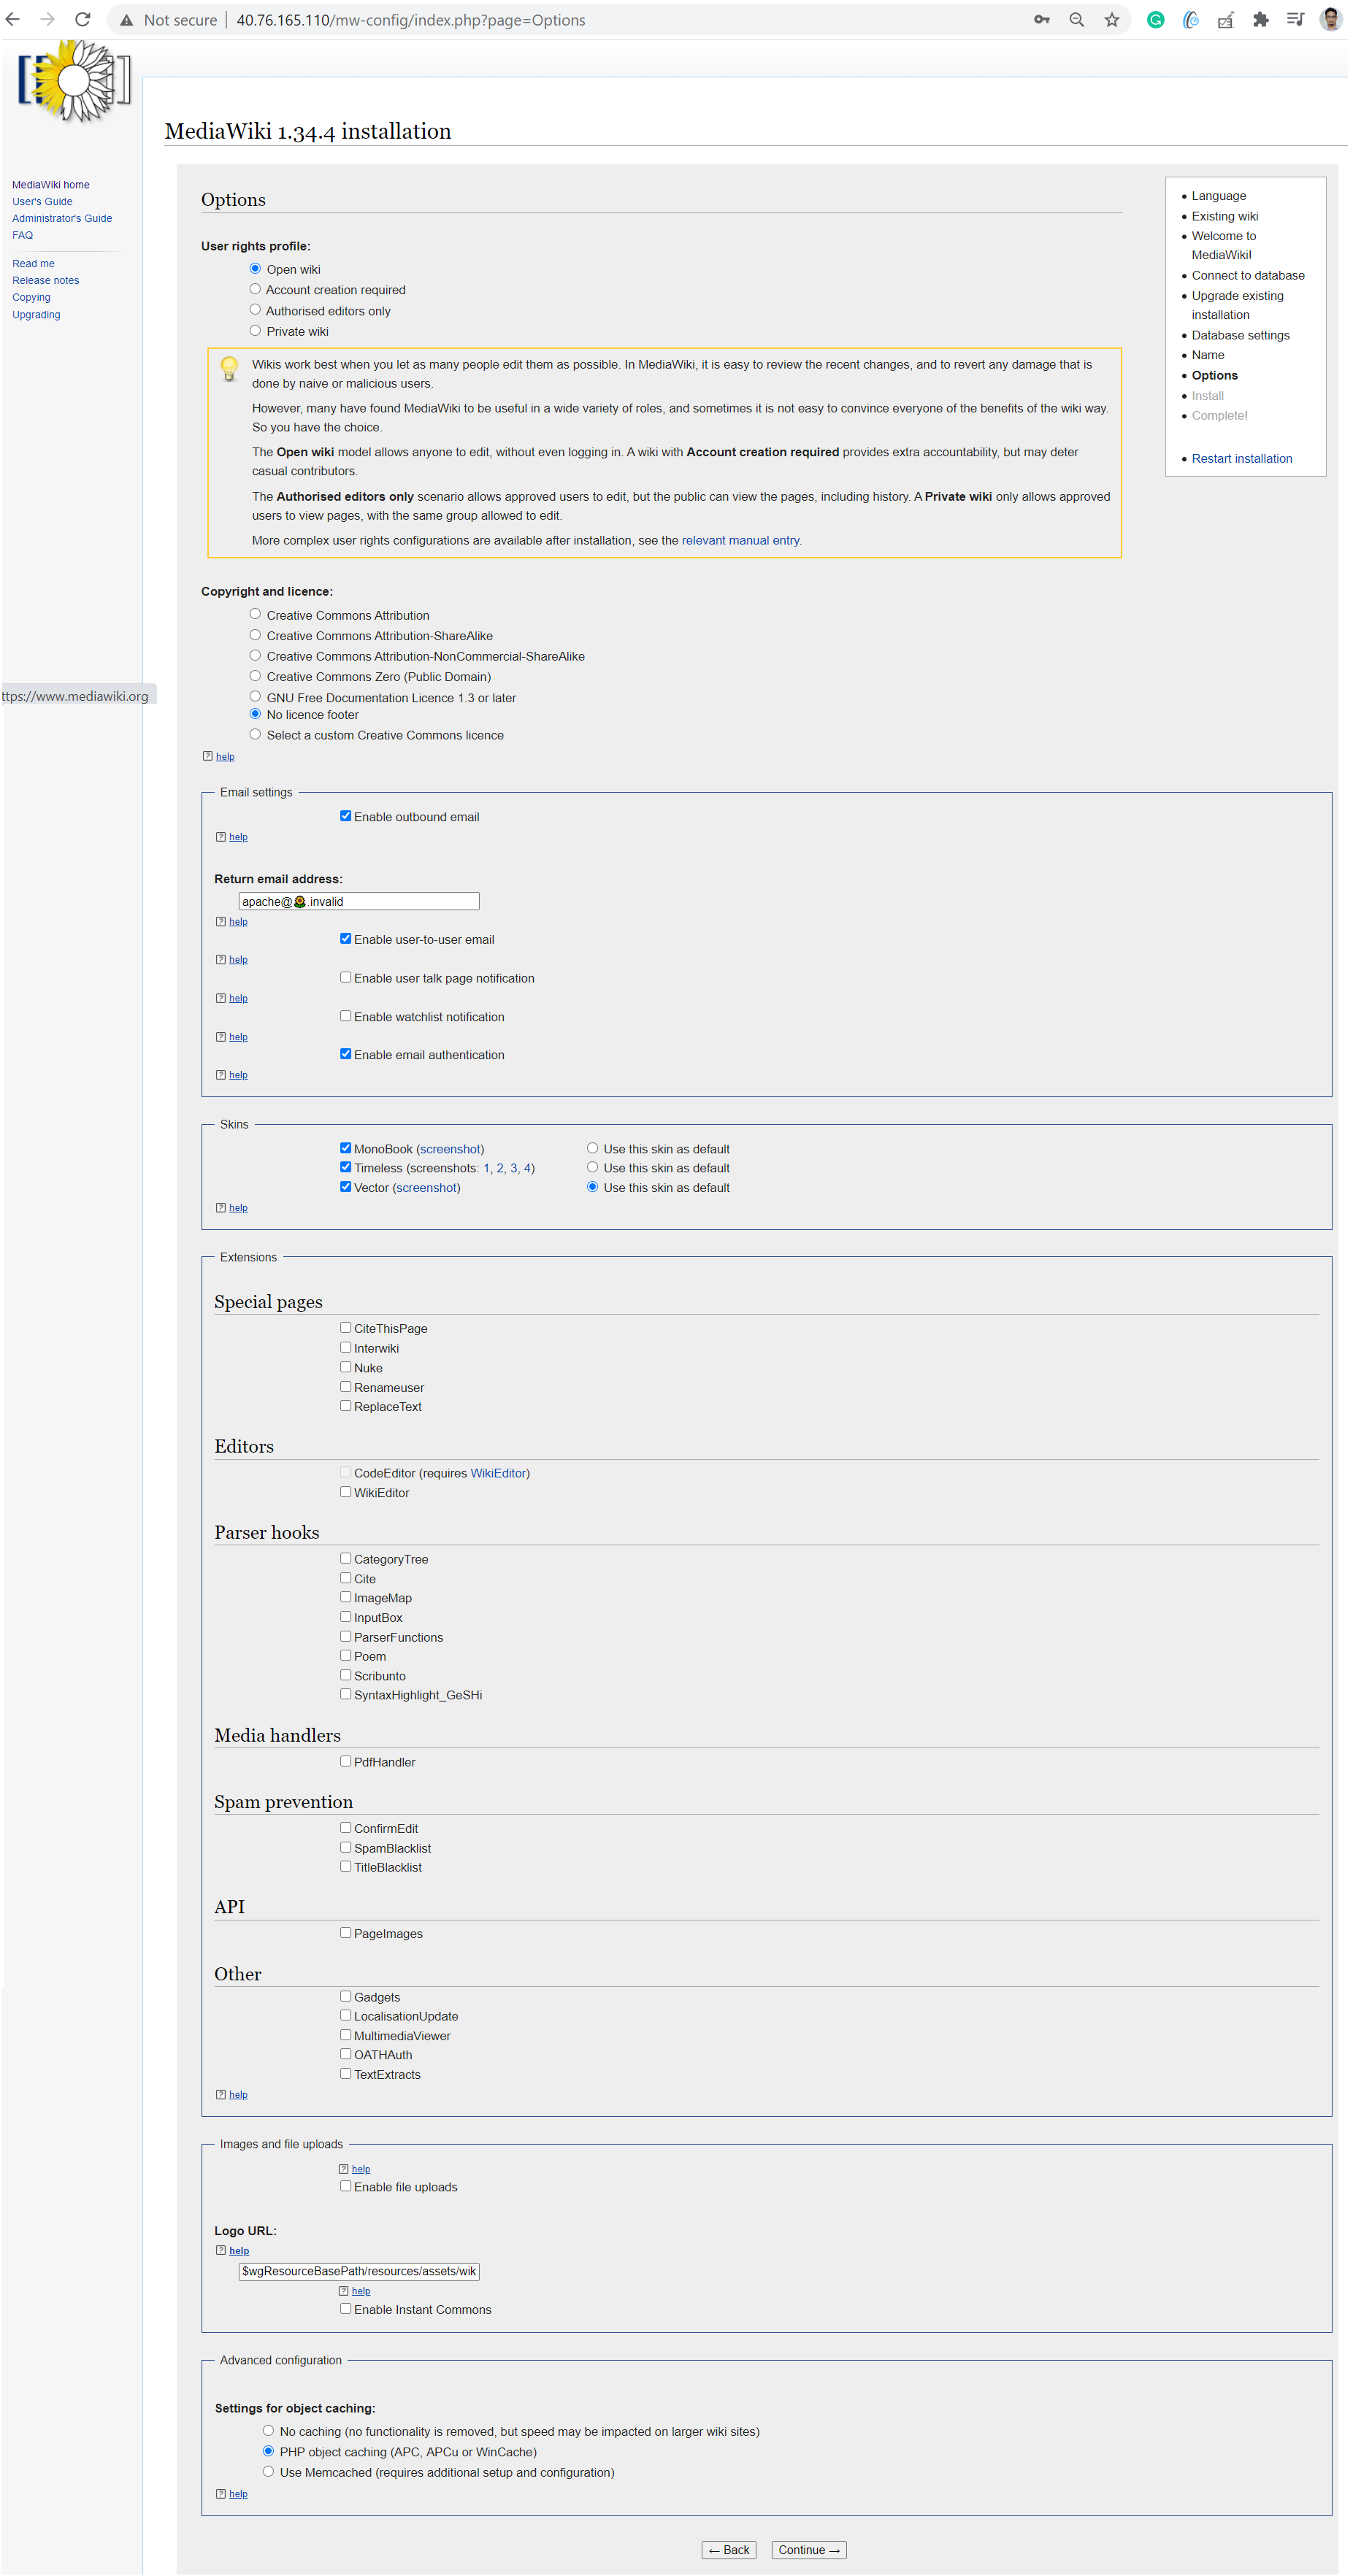 Not secure | 40.76.165.110/mw-config/index.php?page=Options
MediaWiki home
User's Guide
Administrator's Guide
FAQ
Read me
Release notes
Copying
Upgrading
ttps://www.mediawiki.org
MediaWiki 1.34.4 installation
Language
Existing wiki
Welcome to
MediaWiki!
Connect to database
Upgrade existing
installation
Database settings
Name
Options
Install
Complete!
Restart installation
Options
User rights profile:
Open wiki
Account creation required
Authorised editors only
Private wiki
Wikis work best when you let as many people edit them as possible. In MediaWiki, it is easy to review the recent changes, and to revert any damage that is
done by naive or malicious users.
However, many have found MediaWiki to be useful in a wide variety of roles, and sometimes it is not easy to convince everyone of the benefits of the wiki way.
So you have the choice.
The Open wiki model allows anyone to edit, without even logging in. A wiki with Account creation required provides extra accountability, but may deter
casual contributors.
The Authorised editors only scenario allows approved users to edit, but the public can view the pages, including history. A Private wiki only allows approved
users to view pages, with the same group allowed to edit.
More complex user rights configurations are available after installation, see the relevant manual entry.
Copyright and licence:
Creative Commons Attribution
Creative Commons Attribution-ShareAlike
Creative Commons Attribution-NonCommercial-ShareAlike
Creative Commons Zero (Public Domain)
GNU Free Documentation Licence 1.3 or later
No licence footer
Select a custom Creative Commons licence
help
Email settings
Enable outbound email
help
Return email address:
apache@🌻.invalid
help
Enable user-to-user email
help
Enable user talk page notification
help
Enable watchlist notification
help
Enable email authentication
help
Skins
MonoBook (screenshot) Use this skin as default
Timeless (screenshots: 1, 2, 3, 4) Use this skin as default
Vector (screenshot) Use this skin as default
help
Extensions
Special pages
CiteThisPage
Interwiki
Nuke
Renameuser
ReplaceText
Editors
CodeEditor (requires WikiEditor)
WikiEditor
Parser hooks
CategoryTree
Cite
ImageMap
InputBox
ParserFunctions
Poem
Scribunto
SyntaxHighlight_GeSHi
Media handlers
PdfHandler
Spam prevention
ConfirmEdit
SpamBlacklist
TitleBlacklist
API
PageImages
Other
Gadgets
LocalisationUpdate
MultimediaViewer
OATHAuth
TextExtracts
help
Images and file uploads
help
Enable file uploads
Logo URL:
help
$wgResourceBasePath/resources/assets/wik
help
Enable Instant Commons
Advanced configuration
Settings for object caching:
No caching (no functionality is removed, but speed may be impacted on larger wiki sites)
PHP object caching (APC, APCu or WinCache)
Use Memcached (requires additional setup and configuration)
help
← Back Continue →